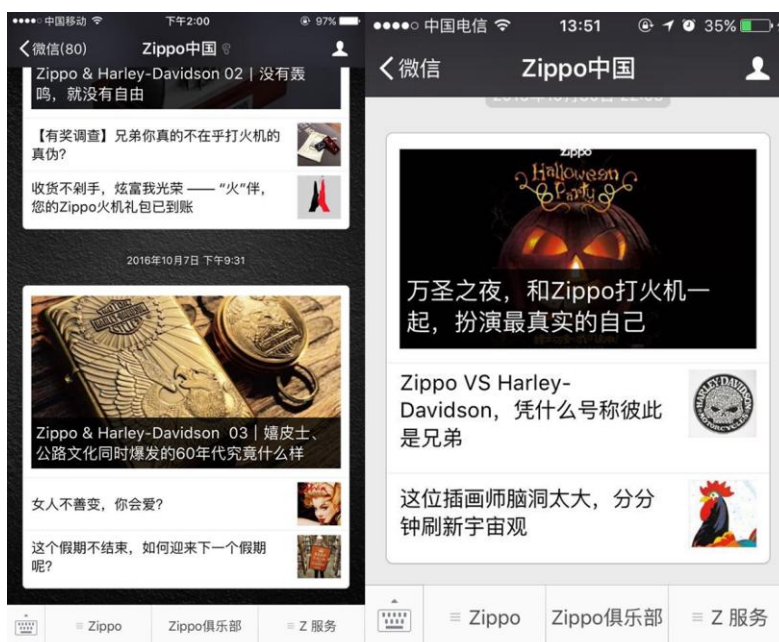 中国移动
下午2:00
97%
微信(80)
Zippo中国
Zippo & Harley-Davidson 02 | 没有轰
鸣，就没有自由
【有奖调查】兄弟你真的不在乎打火机的
真伪?
收货不剁手，炫富我光荣 —— “火”伴，
您的Zippo火机礼包已到账
2016年10月7日 下午9:31
Zippo & Harley-Davidson 03 | 嬉皮士、
公路文化同时爆发的60年代究竟什么样
女人不善变，你会爱?
这个假期不结束，如何迎来下一个假期
呢?
Zippo
Zippo俱乐部
Z 服务
中国电信
13:51
35%
微信
Zippo中国
Zippo
Halloween
Party
万圣之夜，和Zippo打火机一
起，扮演最真实的自己
Zippo VS Harley-
Davidson，凭什么号称彼此
是兄弟
HARLEY-DAVIDSON
MOTORCYCLES
这位插画师脑洞太大，分分
钟刷新宇宙观
Zippo
Zippo俱乐部
Z 服务